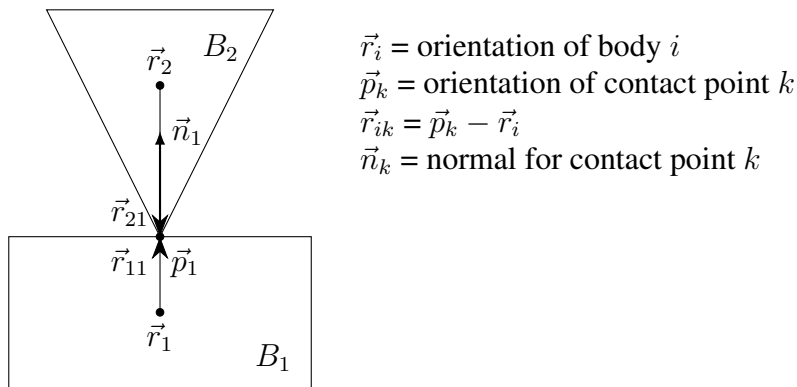 B₂
r⃗₂
n⃗₁
r⃗₂₁
r⃗₁₁ p⃗₁
r⃗₁
B₁
r⃗ᵢ = orientation of body i
p⃗ₖ = orientation of contact point k
r⃗ᵢₖ = p⃗ₖ − r⃗ᵢ
n⃗ₖ = normal for contact point k